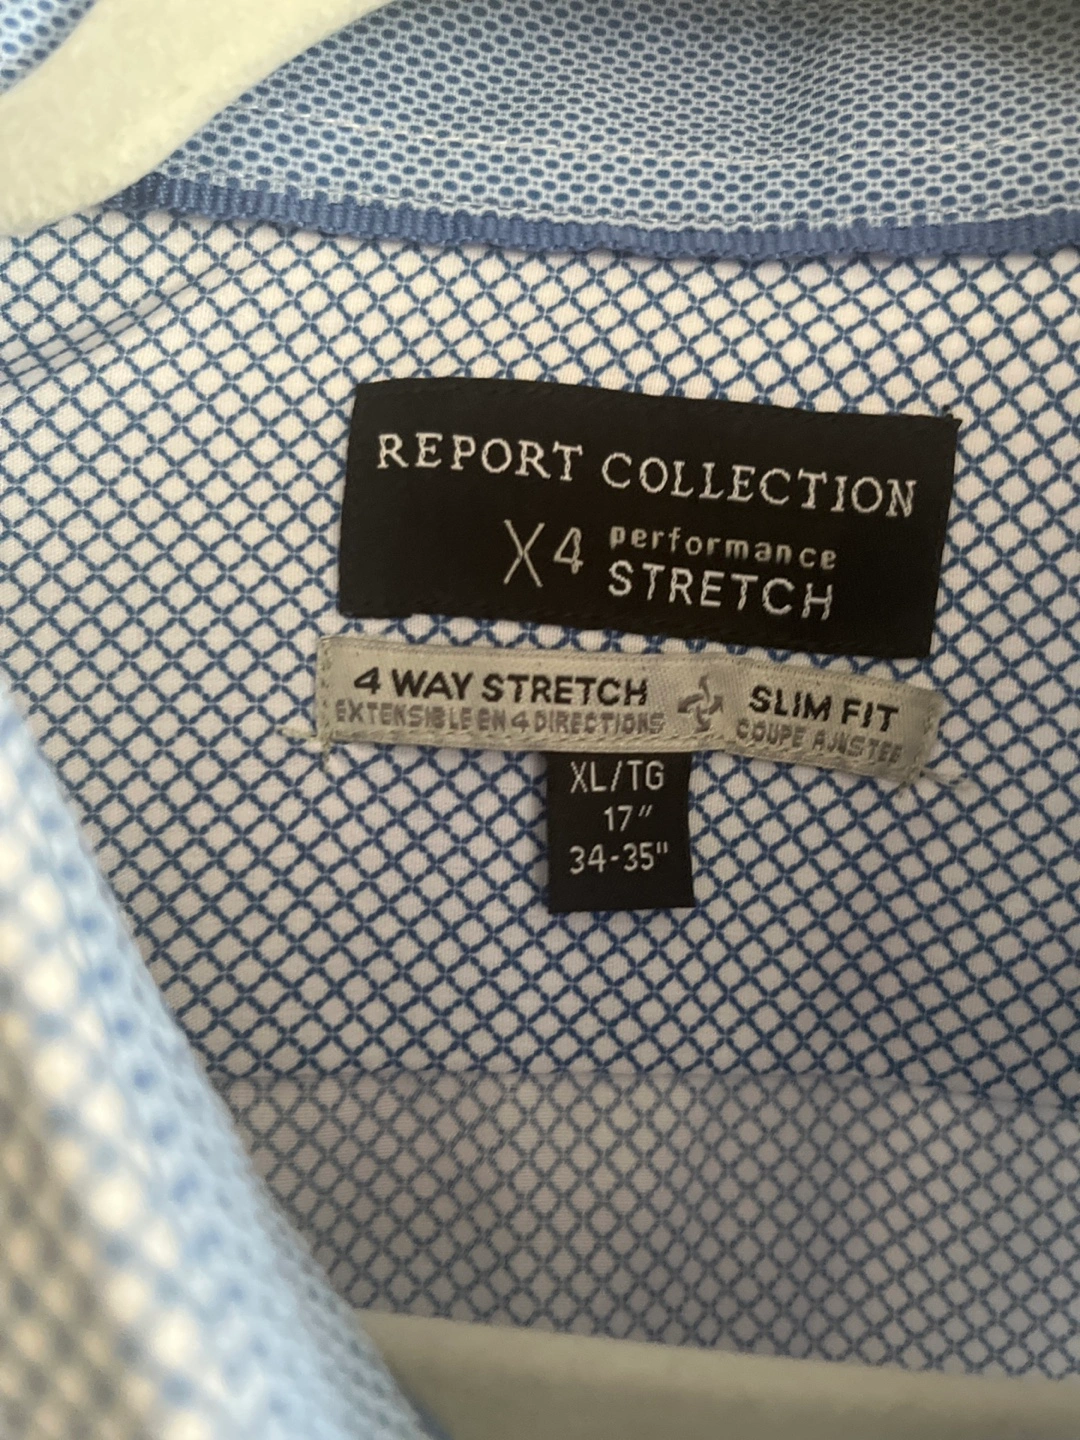 REPORT COLLECTION
X4 performance
STRETCH
4 WAY STRETCH SLIM FIT
EXTENSIBLE EN 4 DIRECTIONS COUPE AJUSTEE
XL/TG
17"
34-35"